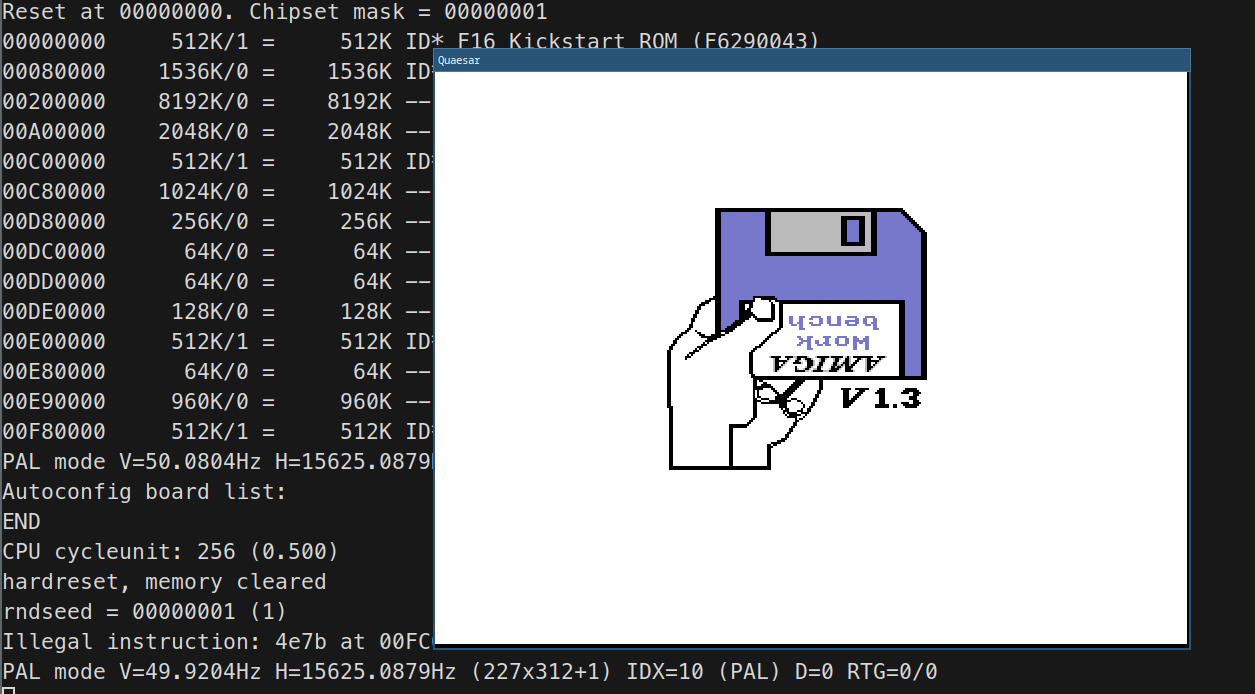 Reset at 00000000. Chipset mask = 00000001
00000000 512K/1 = 512K ID* F16 Kickstart ROM (F6290043)
00080000 1536K/0 = 1536K ID
00200000 8192K/0 = 8192K --
00A00000 2048K/0 = 2048K --
00C00000 512K/1 = 512K ID
00C80000 1024K/0 = 1024K --
00D80000 256K/0 = 256K --
00DC0000 64K/0 = 64K --
00DD0000 64K/0 = 64K --
00DE0000 128K/0 = 128K --
00E00000 512K/1 = 512K ID
00E80000 64K/0 = 64K --
00E90000 960K/0 = 960K --
00F80000 512K/1 = 512K ID
PAL mode V=50.0804Hz H=15625.0879
Autoconfig board list:
END
CPU cycleunit: 256 (0.500)
hardreset, memory cleared
rndseed = 00000001 (1)
Illegal instruction: 4e7b at 00FC
PAL mode V=49.9204Hz H=15625.0879Hz (227x312+1) IDX=10 (PAL) D=0 RTG=0/0
Quaesar
AMIGA
Work
bench
V1.3